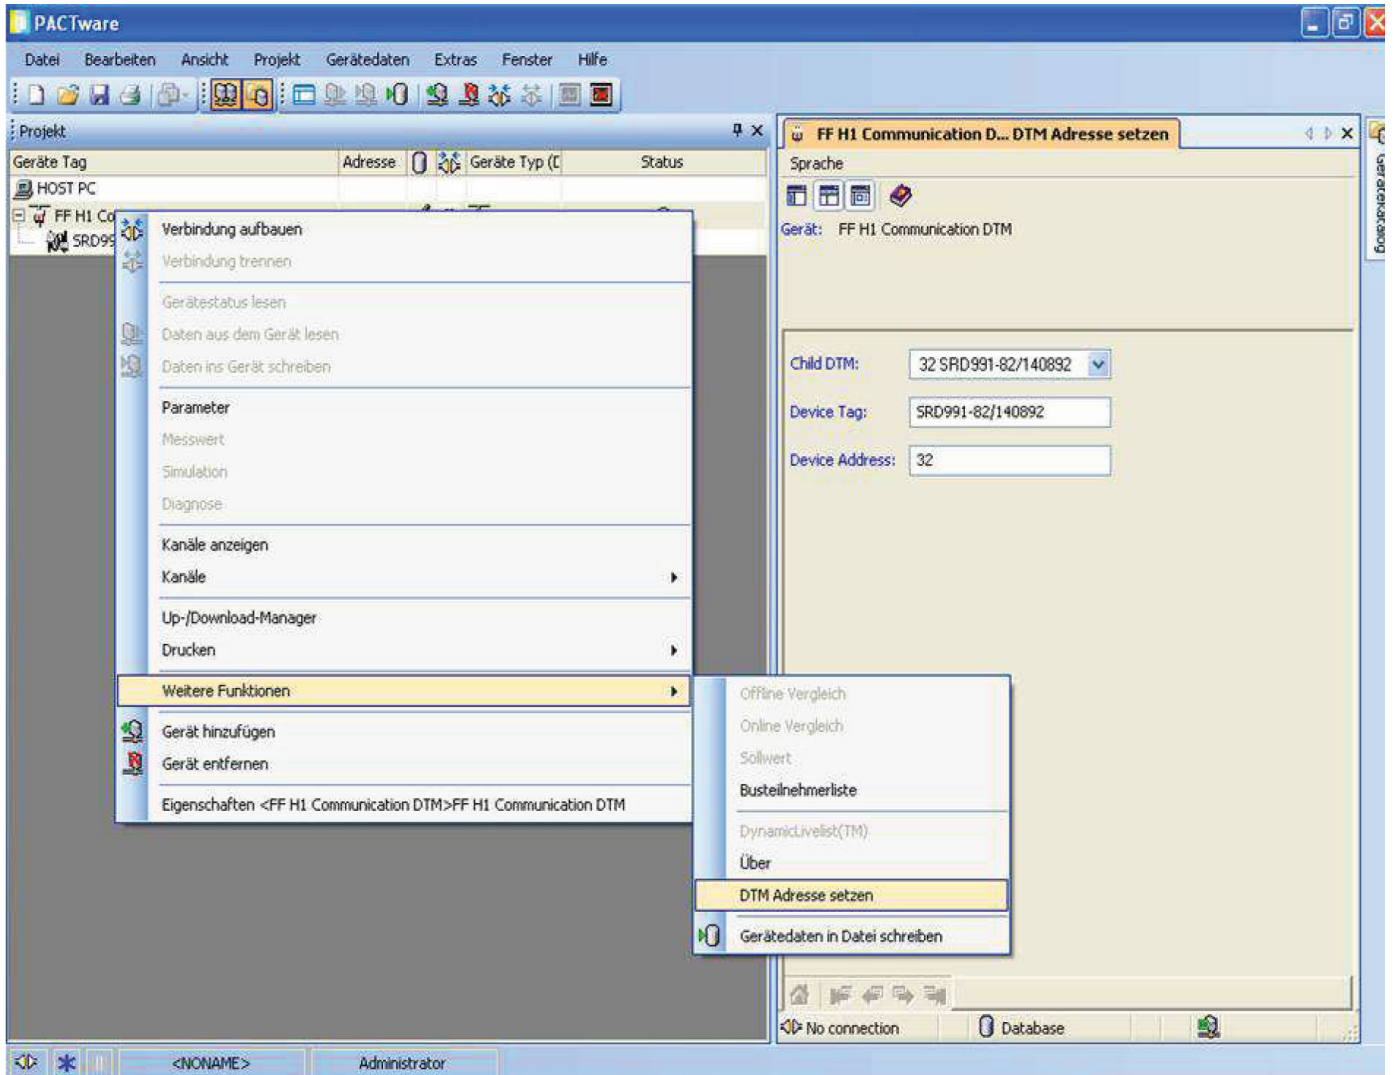 PACTware
Datei Bearbeiten Ansicht Projekt Gerätedaten Extras Fenster Hilfe
Projekt
Geräte Tag Adresse Geräte Typ (D Status
HOST PC
FF H1 Co
SRD99
Verbindung aufbauen
Verbindung trennen
Gerätestatus lesen
Daten aus dem Gerät lesen
Daten ins Gerät schreiben
Parameter
Messwert
Simulation
Diagnose
Kanäle anzeigen
Kanäle
Up-/Download-Manager
Drucken
Weitere Funktionen
Gerät hinzufügen
Gerät entfernen
Eigenschaften <FF H1 Communication DTM>FF H1 Communication DTM
Offline Vergleich
Online Vergleich
Sollwert
Busteilnehmerliste
DynamicLivelist(TM)
Über
DTM Adresse setzen
Gerätedaten in Datei schreiben
FF H1 Communication D... DTM Adresse setzen
Sprache
Gerät: FF H1 Communication DTM
Child DTM: 32 SRD991-82/140892
Device Tag: SRD991-82/140892
Device Address: 32
No connection Database
Gerätekatalog
<NONAME> Administrator